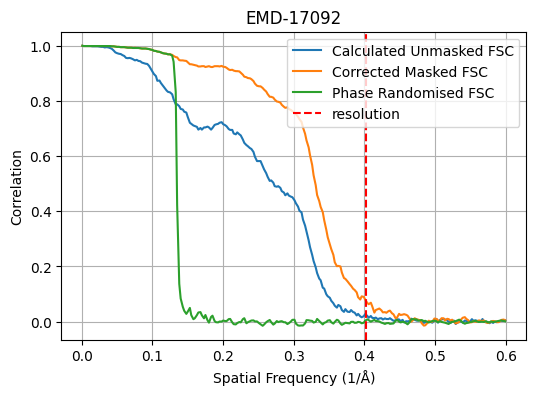 EMD-17092
1.0
0.8
0.6
0.4
0.2
0.0
Correlation
Calculated Unmasked FSC
Corrected Masked FSC
Phase Randomised FSC
resolution
0.0 0.1 0.2 0.3 0.4 0.5 0.6
Spatial Frequency (1/Å)